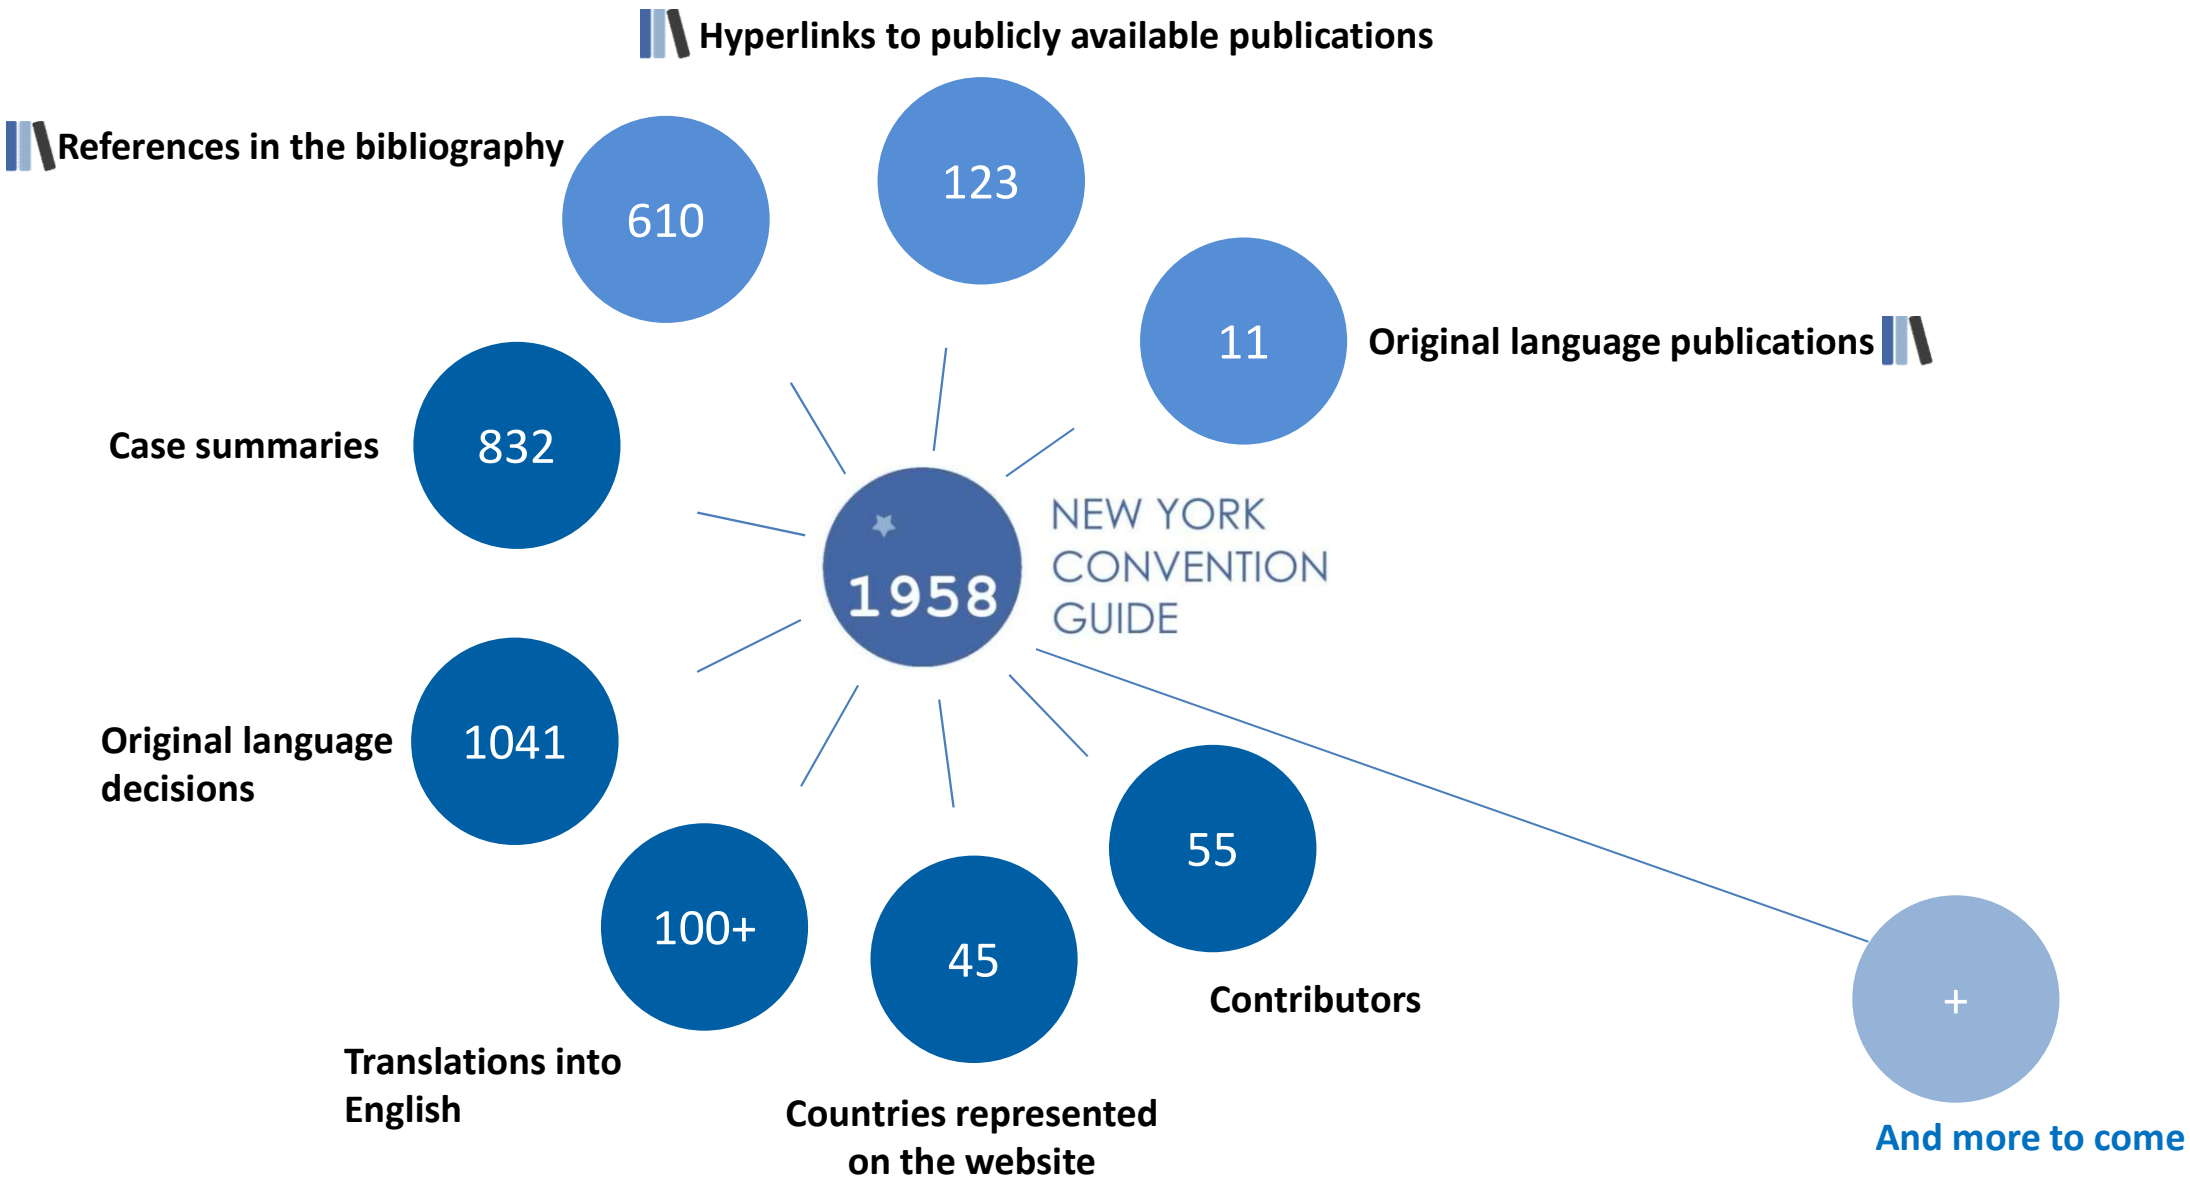 Hyperlinks to publicly available publications
References in the bibliography
123
610
11
Original language publications
Case summaries
832
NEW YORK
CONVENTION
GUIDE
1958
Original language
decisions
1041
55
100+
45
Contributors
+
Translations into
English
Countries represented
on the website
And more to come